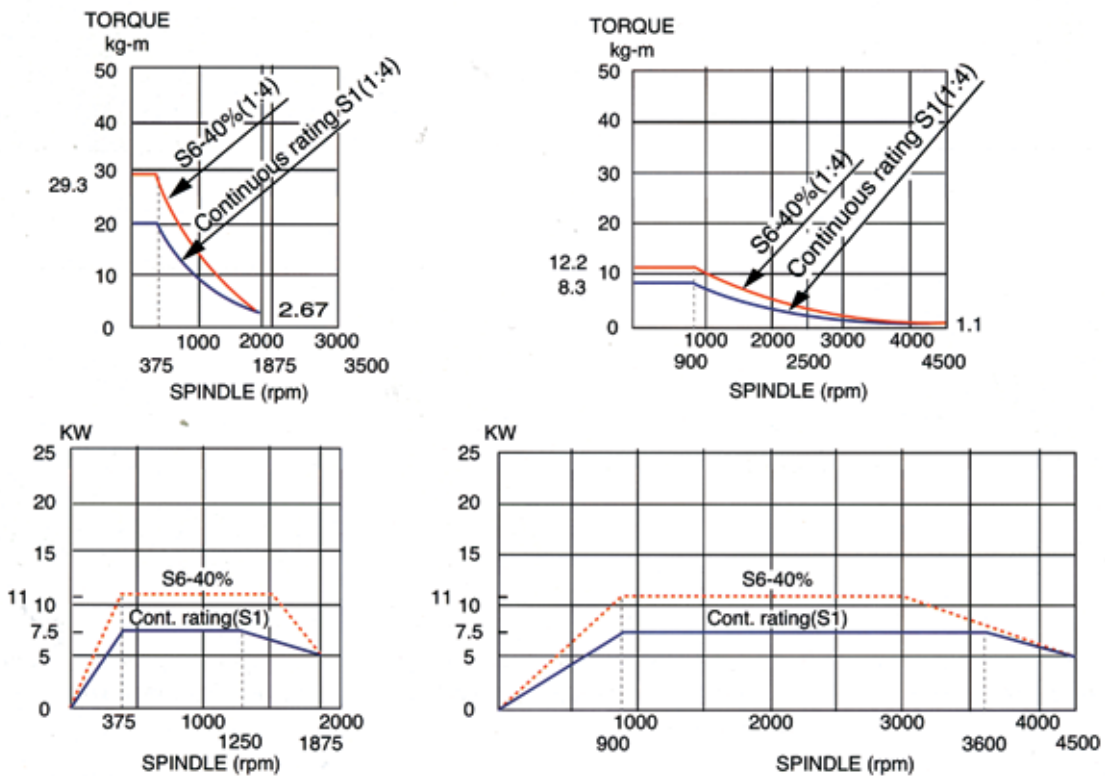 TORQUE
kg-m
50
40
30
29.3
20
10
0
S6-40%(1:4)
Continuous rating S1(1:4)
2.67
1000 2000 3000
375 1875 3500
SPINDLE (rpm)
TORQUE
kg-m
50
40
30
20
12.2
10
8.3
0
S6-40%(1:4)
Continuous rating S1(1:4)
1.1
1000 2000 3000 4000
900 2500 4500
SPINDLE (rpm)
KW
25
20
15
11
10
7.5
5
0
S6-40%
Cont. rating(S1)
375 1000 2000
1250 1875
SPINDLE (rpm)
KW
25
20
15
11
10
7.5
5
0
S6-40%
Cont. rating(S1)
1000 2000 3000 4000
900 3600 4500
SPINDLE (rpm)